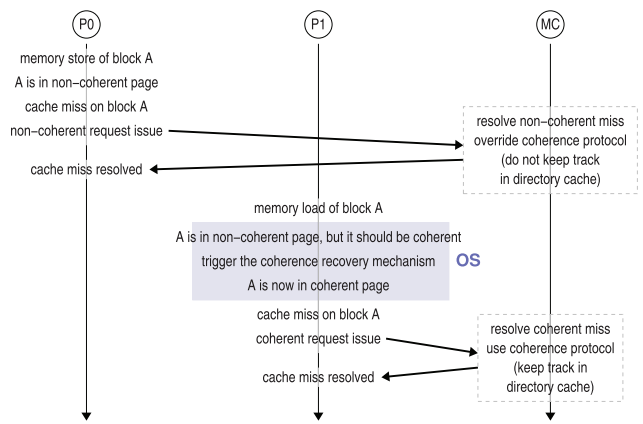 P0
P1
MC
memory store of block A
A is in non−coherent page
cache miss on block A
non−coherent request issue
resolve non−coherent miss
override coherence protocol
(do not keep track
in directory cache)
cache miss resolved
memory load of block A
A is in non−coherent page, but it should be coherent
trigger the coherence recovery mechanism
OS
A is now in coherent page
cache miss on block A
coherent request issue
resolve coherent miss
use coherence protocol
(keep track in
directory cache)
cache miss resolved